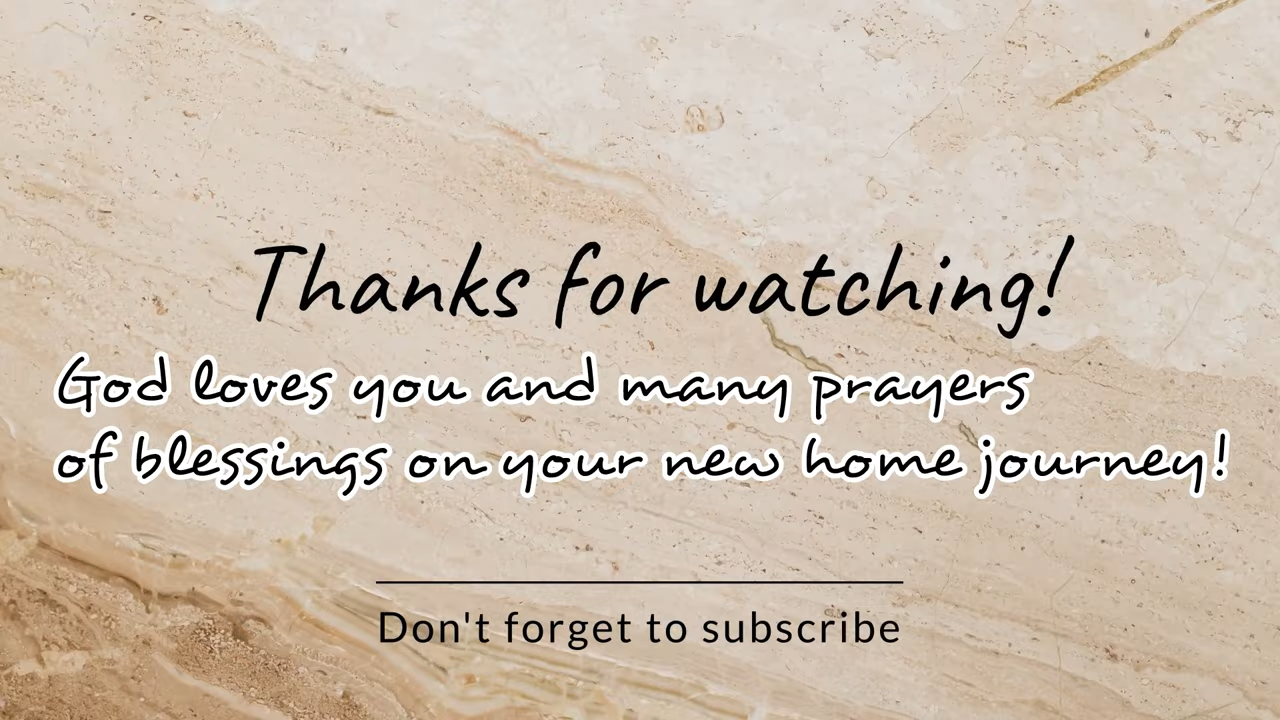 Thanks for watching!
God loves you and many prayers
of blessings on your new home journey!
Don't forget to subscribe